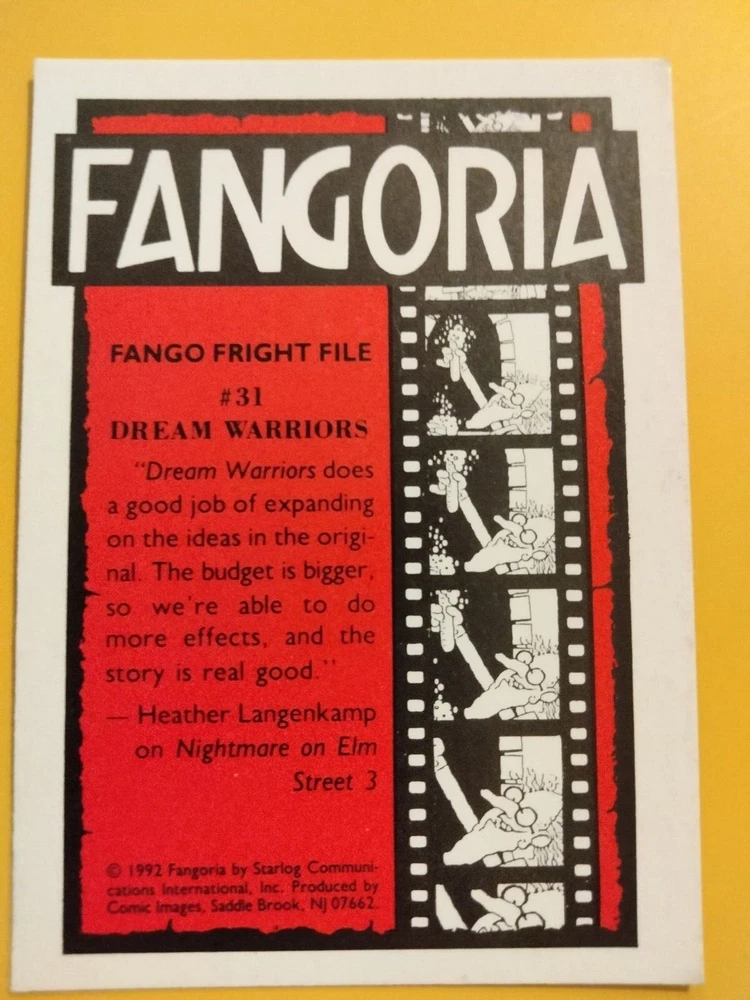 FANGORIA
FANGO FRIGHT FILE
#31
DREAM WARRIORS
"Dream Warriors does
a good job of expanding
on the ideas in the origi-
nal. The budget is bigger,
so we're able to do
more effects, and the
story is real good."
— Heather Langenkamp
on Nightmare on Elm
Street 3
© 1992 Fangoria by Starlog Communi-
cations International, Inc. Produced by
Comic Images, Saddle Brook, NJ 07662.